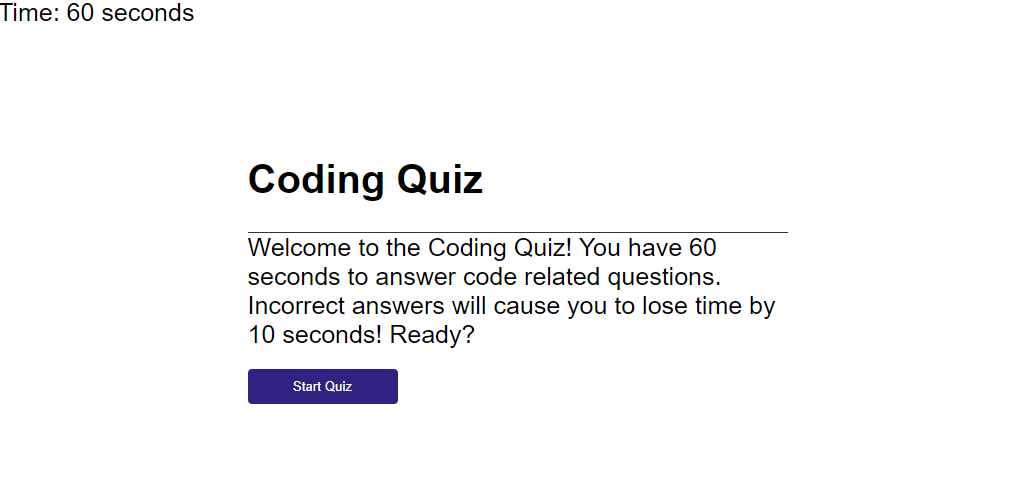 Time: 60 seconds
Coding Quiz
Welcome to the Coding Quiz! You have 60
seconds to answer code related questions.
Incorrect answers will cause you to lose time by
10 seconds! Ready?
Start Quiz